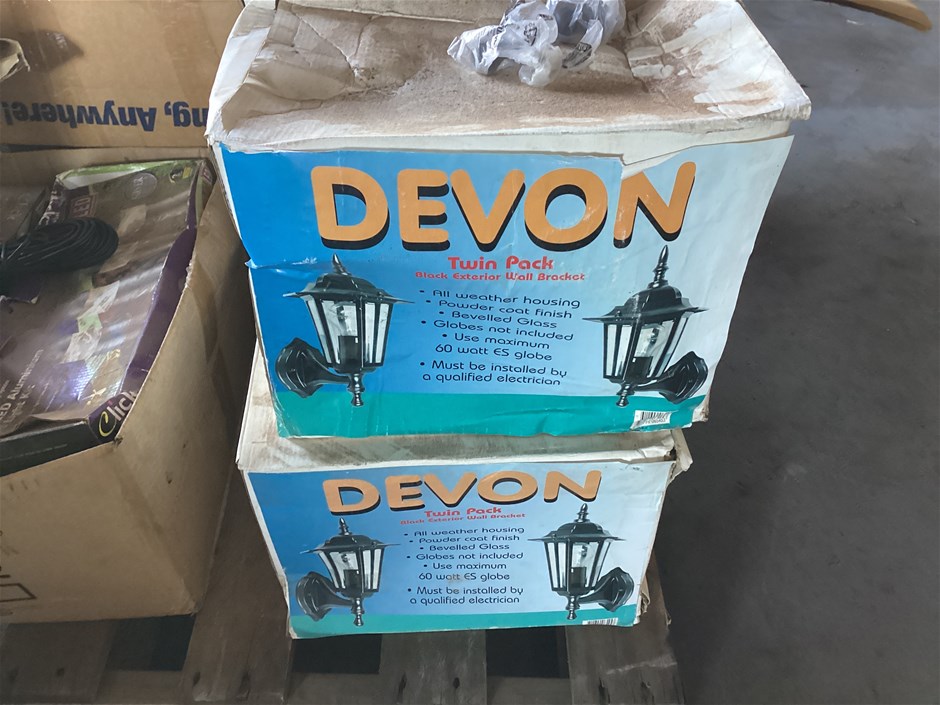 ng, Anywhere!
Click
DEVON
Twin Pack
Black Exterior Wall Bracket
• All weather housing
• Powder coat finish
• Bevelled Glass
• Globes not included
• Use maximum
60 watt ES globe
• Must be installed by
a qualified electrician
DEVON
Twin Pack
Black Exterior Wall Bracket
• All weather housing
• Powder coat finish
• Bevelled Glass
• Globes not included
• Use maximum
60 watt ES globe
• Must be installed by
a qualified electrician